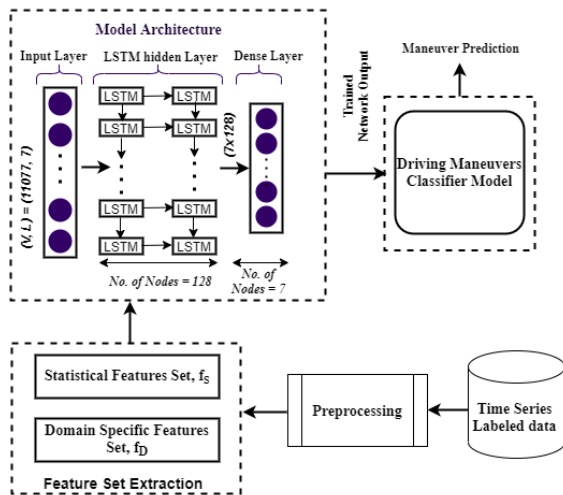 Model Architecture
Input Layer
LSTM hidden Layer
Dense Layer
(V, L) = (11077, 7)
LSTM
LSTM
LSTM
LSTM
LSTM
LSTM
LSTM
LSTM
(7x128)
No. of Nodes = 128
No. of
Nodes = 7
Trained
Network Output
Maneuver Prediction
Driving Maneuvers
Classifier Model
Statistical Features Set, fS
Domain Specific Features
Set, fD
Feature Set Extraction
Preprocessing
Time Series
Labeled data